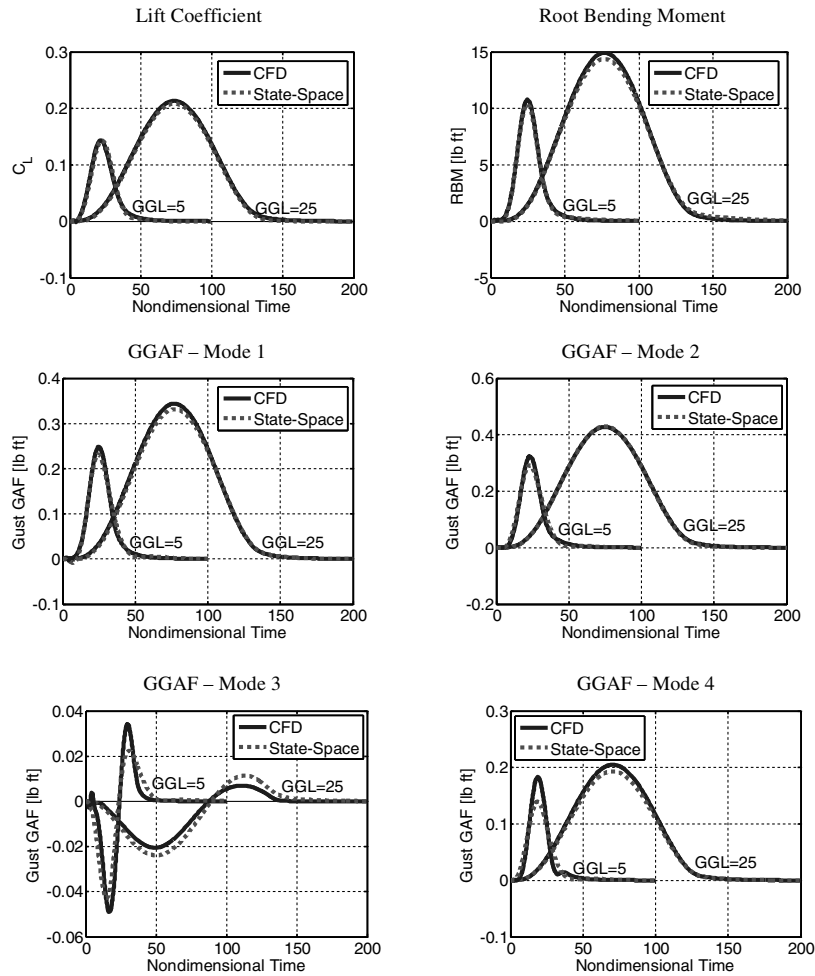 Lift Coefficient
Root Bending Moment
0.3
0.2
0.1
0
-0.1
C_L
CFD
State-Space
GGL=5
GGL=25
0 50 100 150 200
Nondimensional Time
15
10
5
0
-5
RBM [lb ft]
CFD
State-Space
GGL=5
GGL=25
0 50 100 150 200
Nondimensional Time
GGAF – Mode 1
GGAF – Mode 2
0.4
0.3
0.2
0.1
0
-0.1
Gust GAF [lb ft]
CFD
State-Space
GGL=5
GGL=25
0 50 100 150 200
Nondimensional Time
0.6
0.4
0.2
0
-0.2
Gust GAF [lb ft]
CFD
State-Space
GGL=5
GGL=25
0 50 100 150 200
Nondimensional Time
GGAF – Mode 3
GGAF – Mode 4
0.04
0.02
0
-0.02
-0.04
-0.06
Gust GAF [lb ft]
CFD
State-Space
GGL=5
GGL=25
0 50 100 150 200
Nondimensional Time
0.3
0.2
0.1
0
-0.1
Gust GAF [lb ft]
CFD
State-Space
GGL=5
GGL=25
0 50 100 150 200
Nondimensional Time